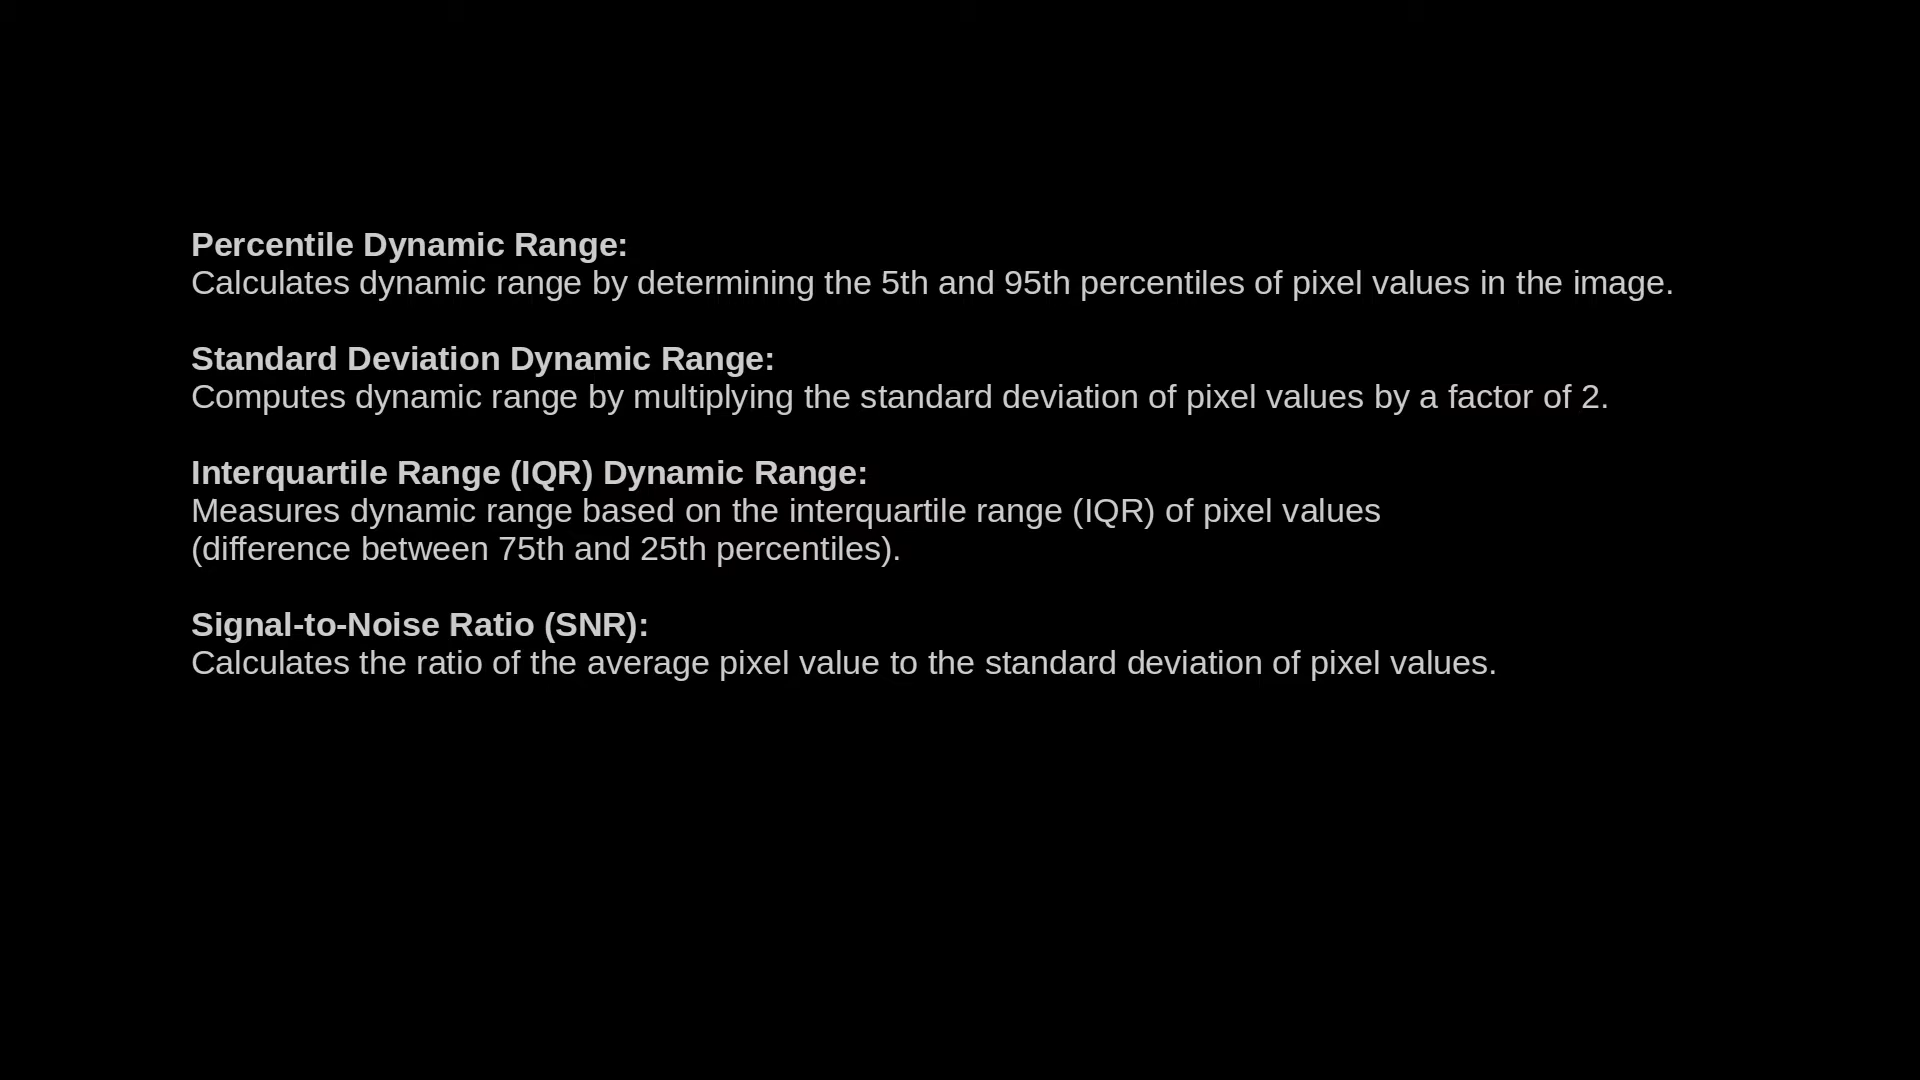 Percentile Dynamic Range:
Calculates dynamic range by determining the 5th and 95th percentiles of pixel values in the image.
Standard Deviation Dynamic Range:
Computes dynamic range by multiplying the standard deviation of pixel values by a factor of 2.
Interquartile Range (IQR) Dynamic Range:
Measures dynamic range based on the interquartile range (IQR) of pixel values
(difference between 75th and 25th percentiles).
Signal-to-Noise Ratio (SNR):
Calculates the ratio of the average pixel value to the standard deviation of pixel values.